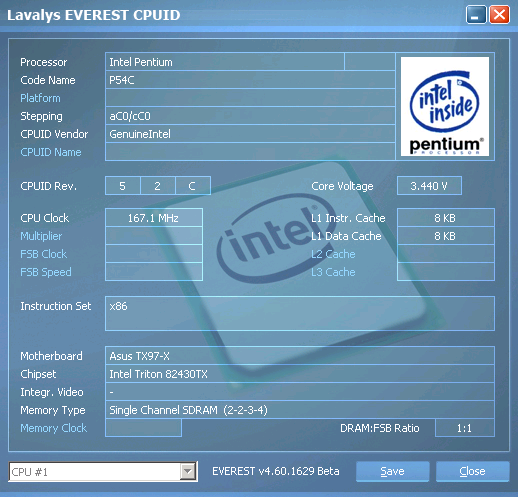 Lavalys EVEREST CPUID
Processor Intel Pentium
Code Name P54C
Platform
Stepping aC0/cC0
CPUID Vendor GenuineIntel
CPUID Name
intel inside
pentium®
PROCESSOR
CPUID Rev. 5 2 C Core Voltage 3.440 V
CPU Clock 167.1 MHz L1 Instr. Cache 8 KB
Multiplier L1 Data Cache 8 KB
FSB Clock L2 Cache
FSB Speed L3 Cache
intel
Instruction Set x86
Motherboard Asus TX97-X
Chipset Intel Triton 82430TX
Integr. Video -
Memory Type Single Channel SDRAM (2-2-3-4)
Memory Clock DRAM:FSB Ratio 1:1
CPU #1 EVEREST v4.60.1629 Beta Save Close